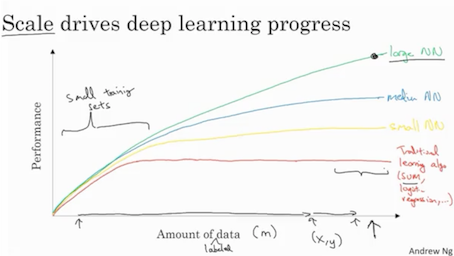 Scale drives deep learning progress
large NN
small training
sets
medium NN
small NN
Traditional
learning algo
(SVM,
logistic
regression,...)
Performance
Amount of data (m) (x,y)
labeled
Andrew Ng